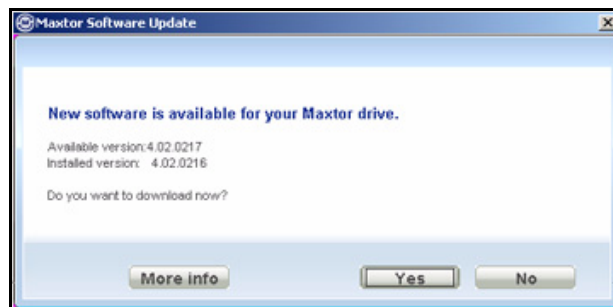 Maxtor Software Update
New software is available for your Maxtor drive.
Available version:4.02.0217
Installed version: 4.02.0216
Do you want to download now?
More info Yes No